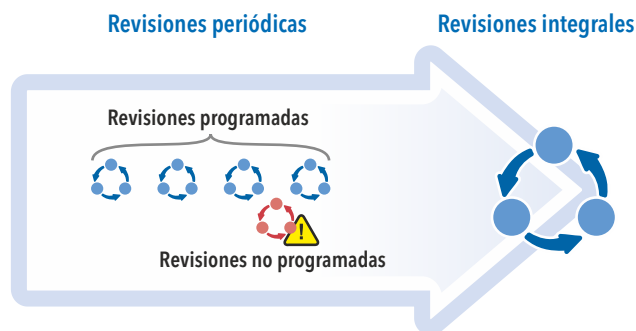 Revisiones periódicas
Revisiones integrales
Revisiones programadas
!
Revisiones no programadas